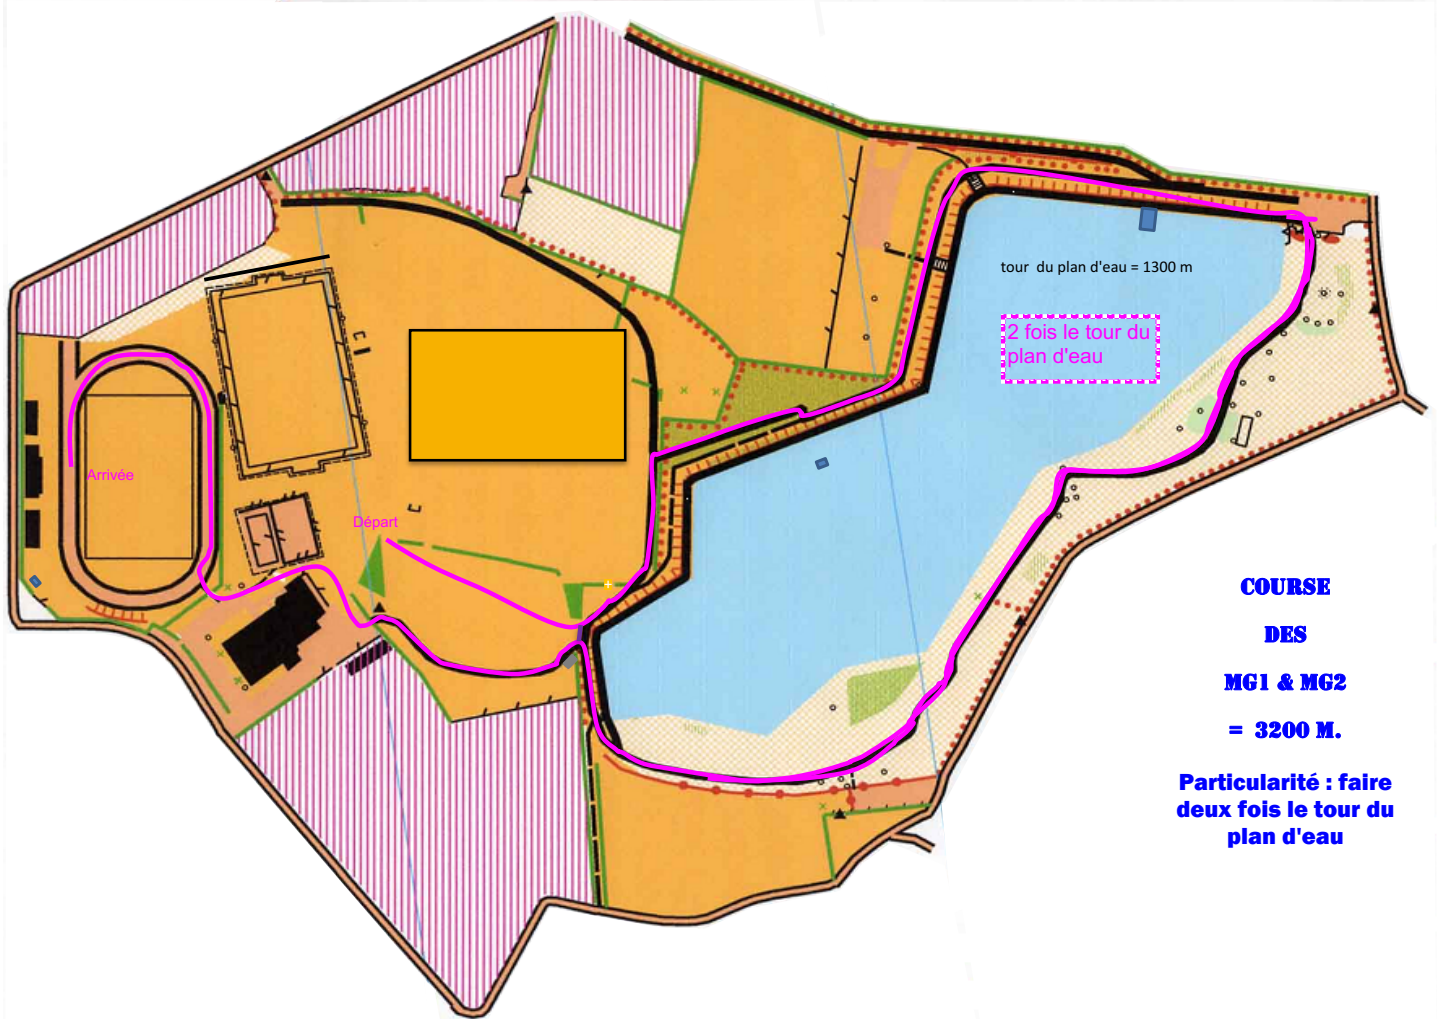 tour du plan d'eau = 1300 m
2 fois le tour du
plan d'eau
Arrivée
Départ
COURSE
DES
MG1 & MG2
= 3200 M.
Particularité : faire
deux fois le tour du
plan d'eau